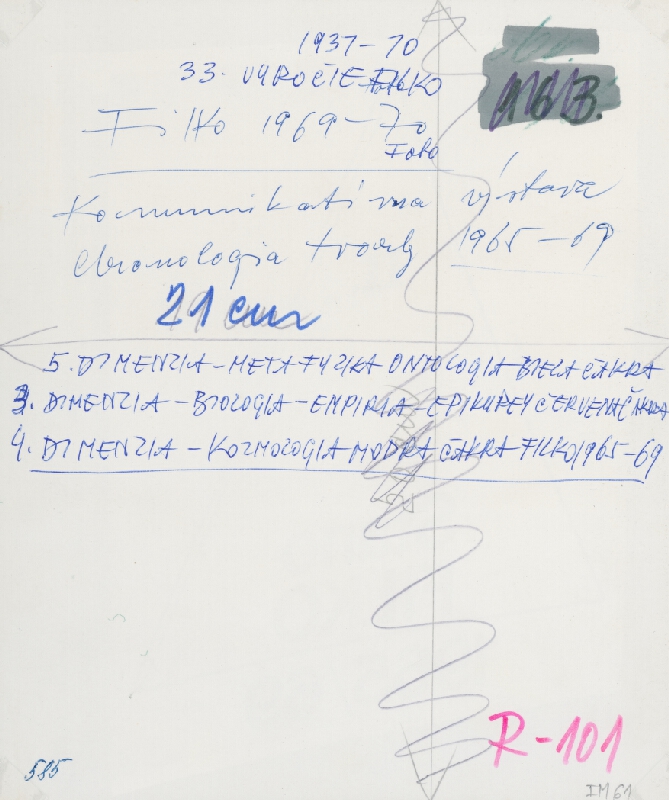 1937-70
33. VÝROČIE FILKO
Filko 1969-70
Foto
Komunikatívna výstava
Chronologia tvorby 1965-69
21 cm
5. DIMENZIA-METAFYZIKA ONTOLOGIA BIELA ČAKRA
3. DIMENZIA-BIOLOGIA-EMPIRIA EPIKUREY ČERVENA ČAKRA
4. DIMENZIA-KOZMOLOGIA MODRA ČAKRA FILKO 1965-69
R-101
585
IM 61